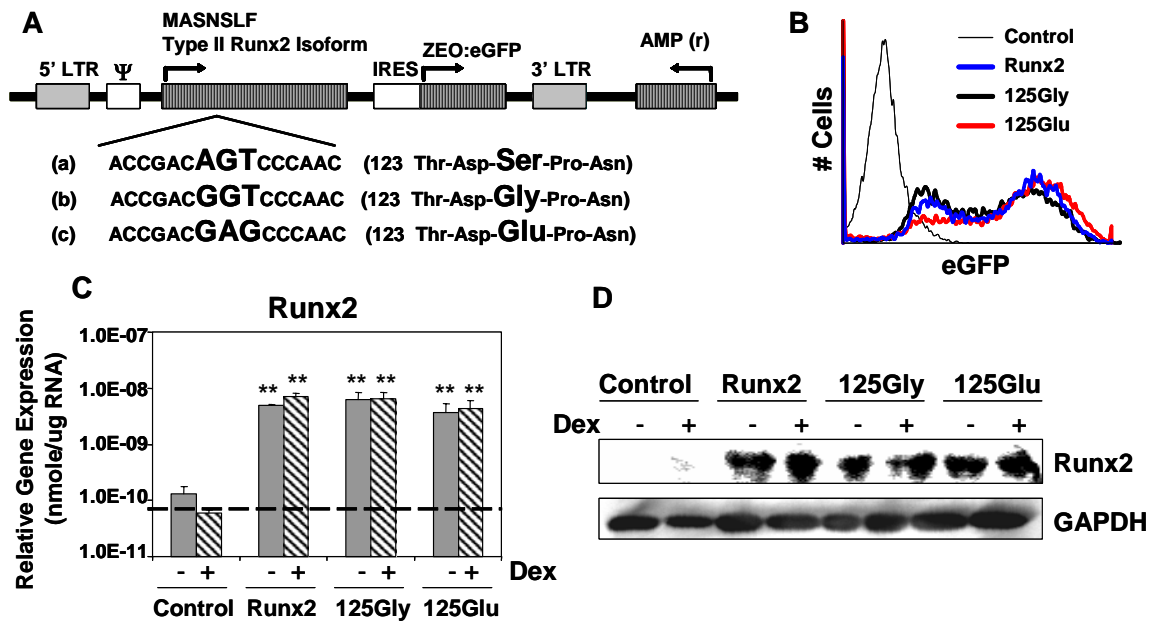 A
MASNSLF
Type II Runx2 Isoform
ZEO:eGFP
AMP (r)
5' LTR
Ψ
IRES
3' LTR
(a) ACCGACAGTCCCAAC (123 Thr-Asp-Ser-Pro-Asn)
(b) ACCGACGGTCCCAAC (123 Thr-Asp-Gly-Pro-Asn)
(c) ACCGACGAGCCCAAC (123 Thr-Asp-Glu-Pro-Asn)
B
# Cells
Control
Runx2
125Gly
125Glu
eGFP
C
Runx2
Relative Gene Expression
(nmole/ug RNA)
1.0E-07
1.0E-08
1.0E-09
1.0E-10
1.0E-11
** ** ** ** ** **
- + - + - + - + Dex
Control Runx2 125Gly 125Glu
D
Control Runx2 125Gly 125Glu
Dex - + - + - + - +
Runx2
GAPDH